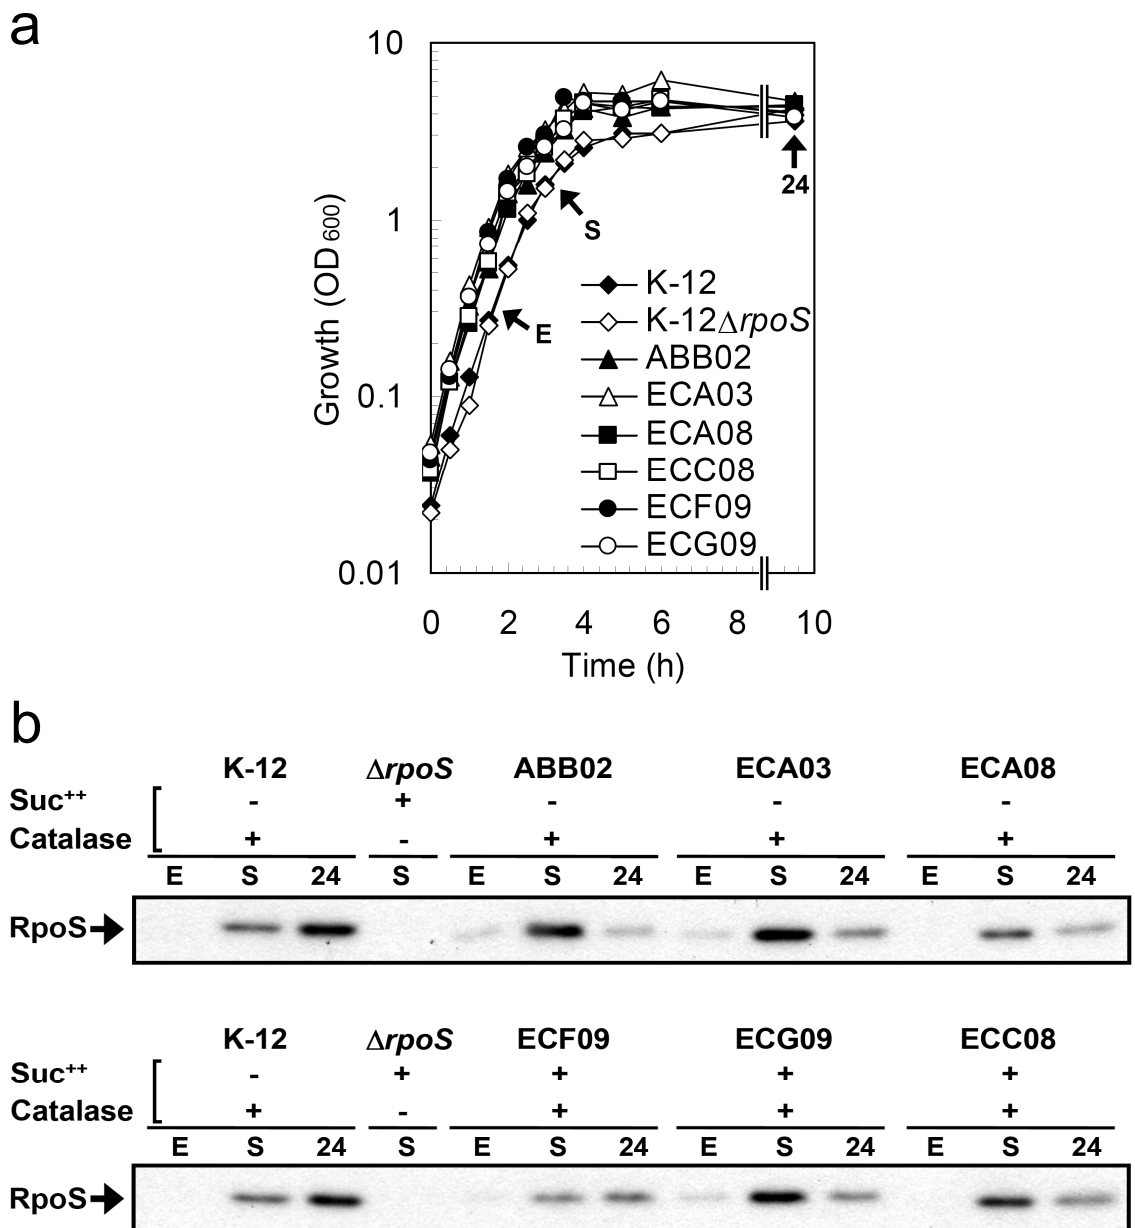 a
10
1
0.1
0.01
Growth (OD600)
24
S
E
K-12
K-12ΔrpoS
ABB02
ECA03
ECA08
ECC08
ECF09
ECG09
0 2 4 6 8 10
Time (h)
b
K-12 ΔrpoS ABB02 ECA03 ECA08
Suc++ - + - - -
Catalase + - + + +
E S 24 S E S 24 E S 24 E S 24
RpoS
K-12 ΔrpoS ECF09 ECG09 ECC08
Suc++ - + + + +
Catalase + - + + +
E S 24 S E S 24 E S 24 E S 24
RpoS